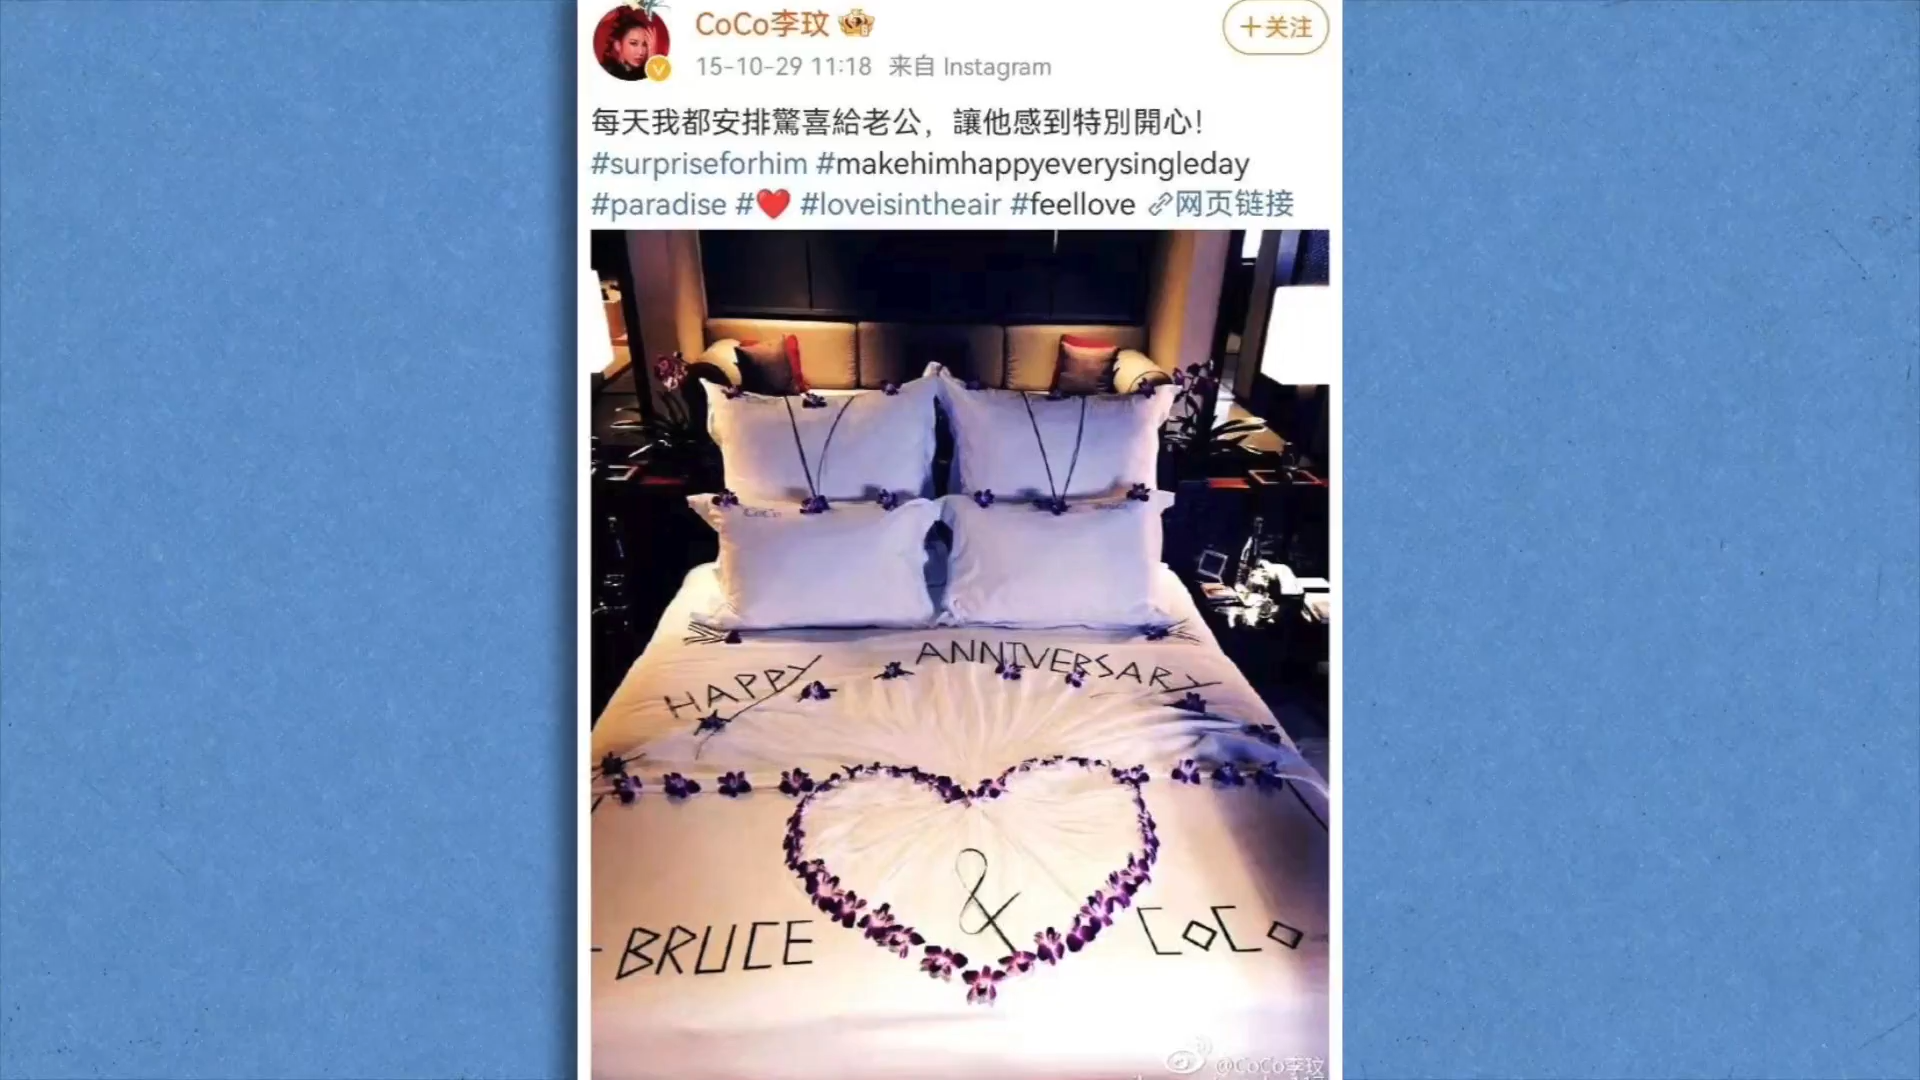 CoCo李玟
+关注
15-10-29 11:18 来自 Instagram
每天我都安排驚喜給老公，讓他感到特別開心！
#surpriseforhim #makehimhappyeverysingleday
#paradise #❤️ #loveisintheair #feellove 网页链接
CoCo
HAPPY ANNIVERSARY
BRUCE & CoCo
@CoCo李玟